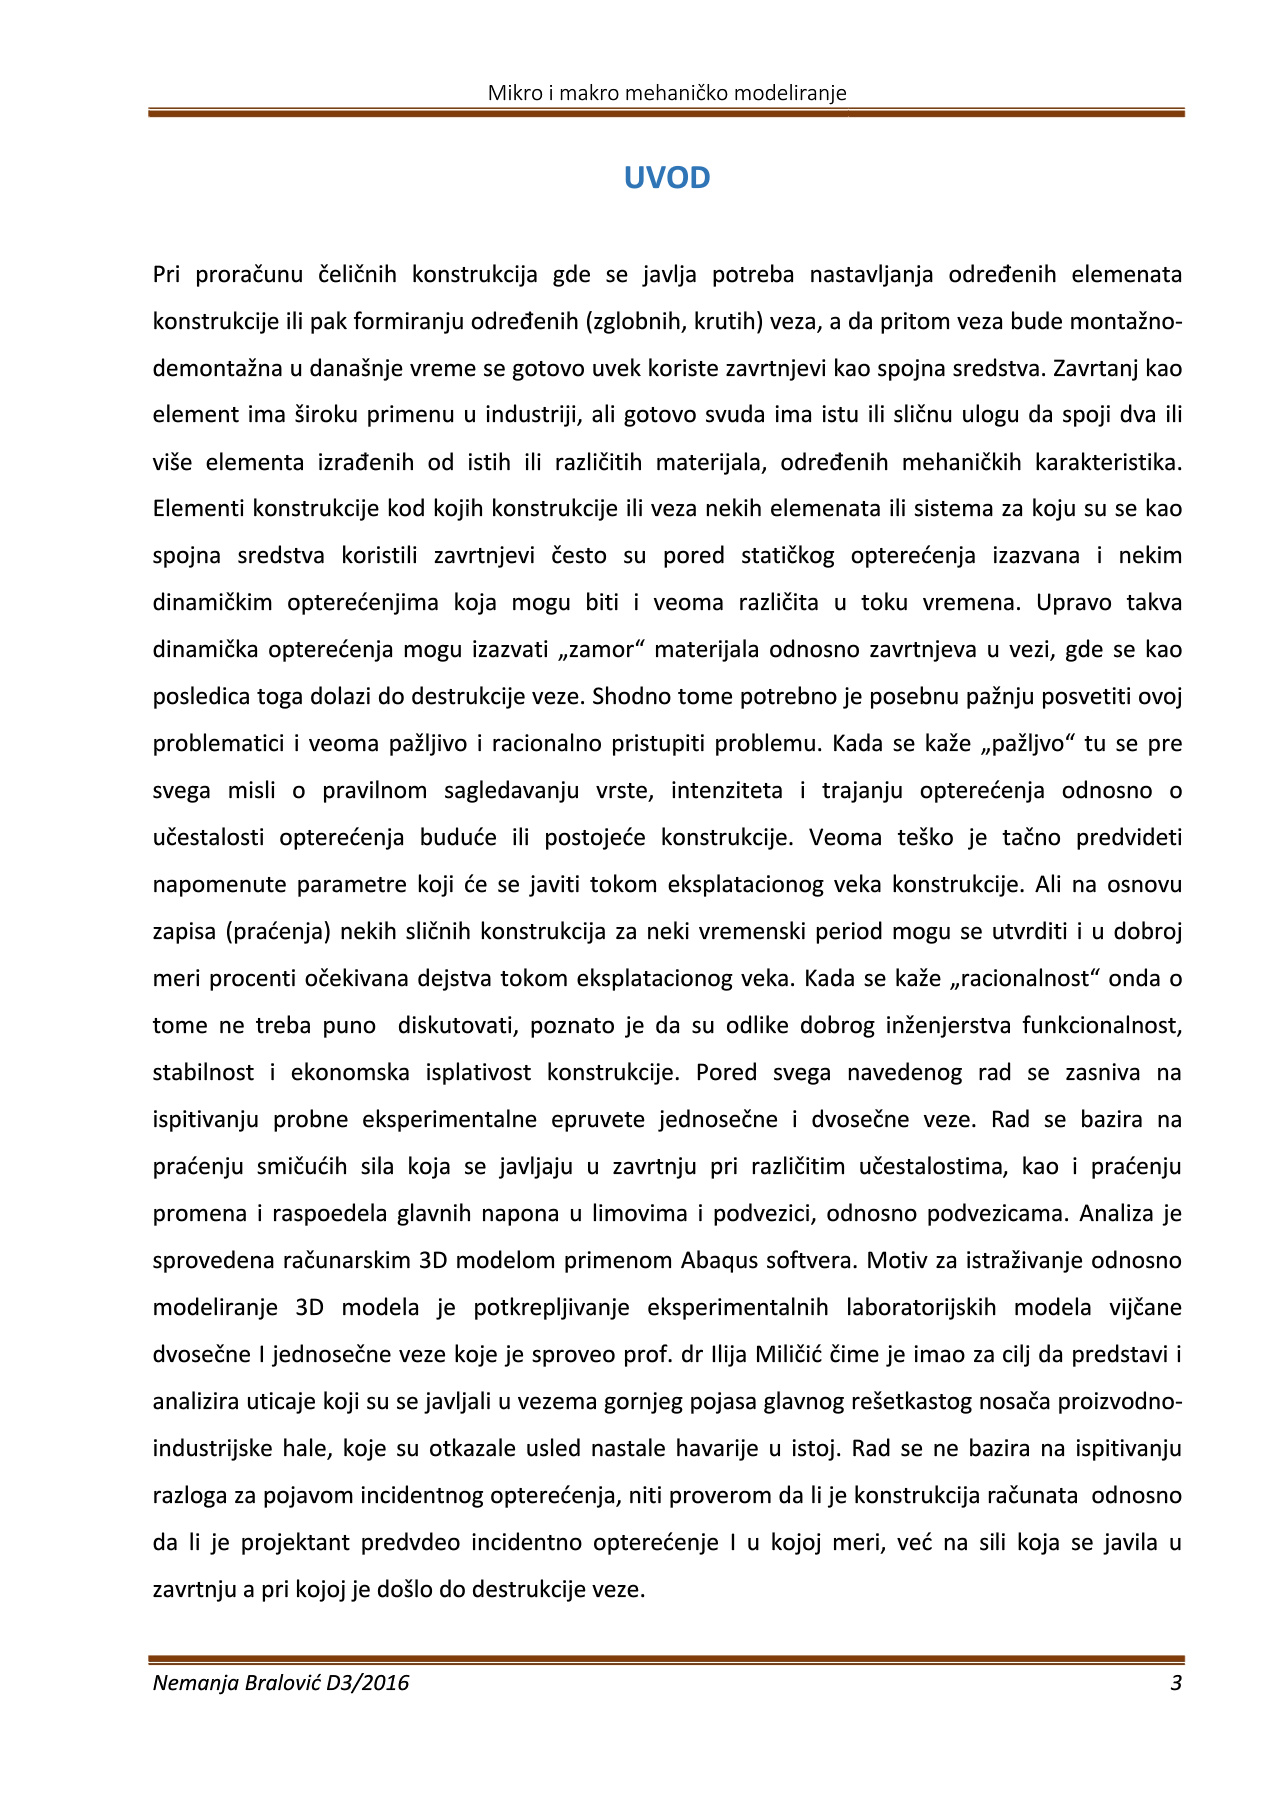 Mikro i makro mehaničko modeliranje
UVOD
Pri proračunu čeličnih konstrukcija gde se javlja potreba nastavljanja određenih elemenata
konstrukcije ili pak formiranju određenih (zglobnih, krutih) veza, a da pritom veza bude montažno-
demontažna u današnje vreme se gotovo uvek koriste zavrtnjevi kao spojna sredstva. Zavrtanj kao
element ima široku primenu u industriji, ali gotovo svuda ima istu ili sličnu ulogu da spoji dva ili
više elementa izrađenih od istih ili različitih materijala, određenih mehaničkih karakteristika.
Elementi konstrukcije kod kojih konstrukcije ili veza nekih elemenata ili sistema za koju su se kao
spojna sredstva koristili zavrtnjevi često su pored statičkog opterećenja izazvana i nekim
dinamičkim opterećenjima koja mogu biti i veoma različita u toku vremena. Upravo takva
dinamička opterećenja mogu izazvati „zamor“ materijala odnosno zavrtnjeva u vezi, gde se kao
posledica toga dolazi do destrukcije veze. Shodno tome potrebno je posebnu pažnju posvetiti ovoj
problematici i veoma pažljivo i racionalno pristupiti problemu. Kada se kaže „pažljvo“ tu se pre
svega misli o pravilnom sagledavanju vrste, intenziteta i trajanju opterećenja odnosno o
učestalosti opterećenja buduće ili postojeće konstrukcije. Veoma teško je tačno predvideti
napomenute parametre koji će se javiti tokom eksplatacionog veka konstrukcije. Ali na osnovu
zapisa (praćenja) nekih sličnih konstrukcija za neki vremenski period mogu se utvrditi i u dobroj
meri procenti očekivana dejstva tokom eksplatacionog veka. Kada se kaže „racionalnost“ onda o
tome ne treba puno  diskutovati, poznato je da su odlike dobrog inženjerstva funkcionalnost,
stabilnost i ekonomska isplativost konstrukcije. Pored svega navedenog rad se zasniva na
ispitivanju probne eksperimentalne epruvete jednosečne i dvosečne veze. Rad se bazira na
praćenju smičućih sila koja se javljaju u zavrtnju pri različitim učestalostima, kao i praćenju
promena i raspoedela glavnih napona u limovima i podvezici, odnosno podvezicama. Analiza je
sprovedena računarskim 3D modelom primenom Abaqus softvera. Motiv za istraživanje odnosno
modeliranje 3D modela je potkrepljivanje eksperimentalnih laboratorijskih modela vijčane
dvosečne I jednosečne veze koje je sproveo prof. dr Ilija Miličić čime je imao za cilj da predstavi i
analizira uticaje koji su se javljali u vezema gornjeg pojasa glavnog rešetkastog nosača proizvodno-
industrijske hale, koje su otkazale usled nastale havarije u istoj. Rad se ne bazira na ispitivanju
razloga za pojavom incidentnog opterećenja, niti proverom da li je konstrukcija računata  odnosno
da li je projektant predvdeo incidentno opterećenje I u kojoj meri, već na sili koja se javila u
zavrtnju a pri kojoj je došlo do destrukcije veze.
Nemanja Bralović D3/2016
3